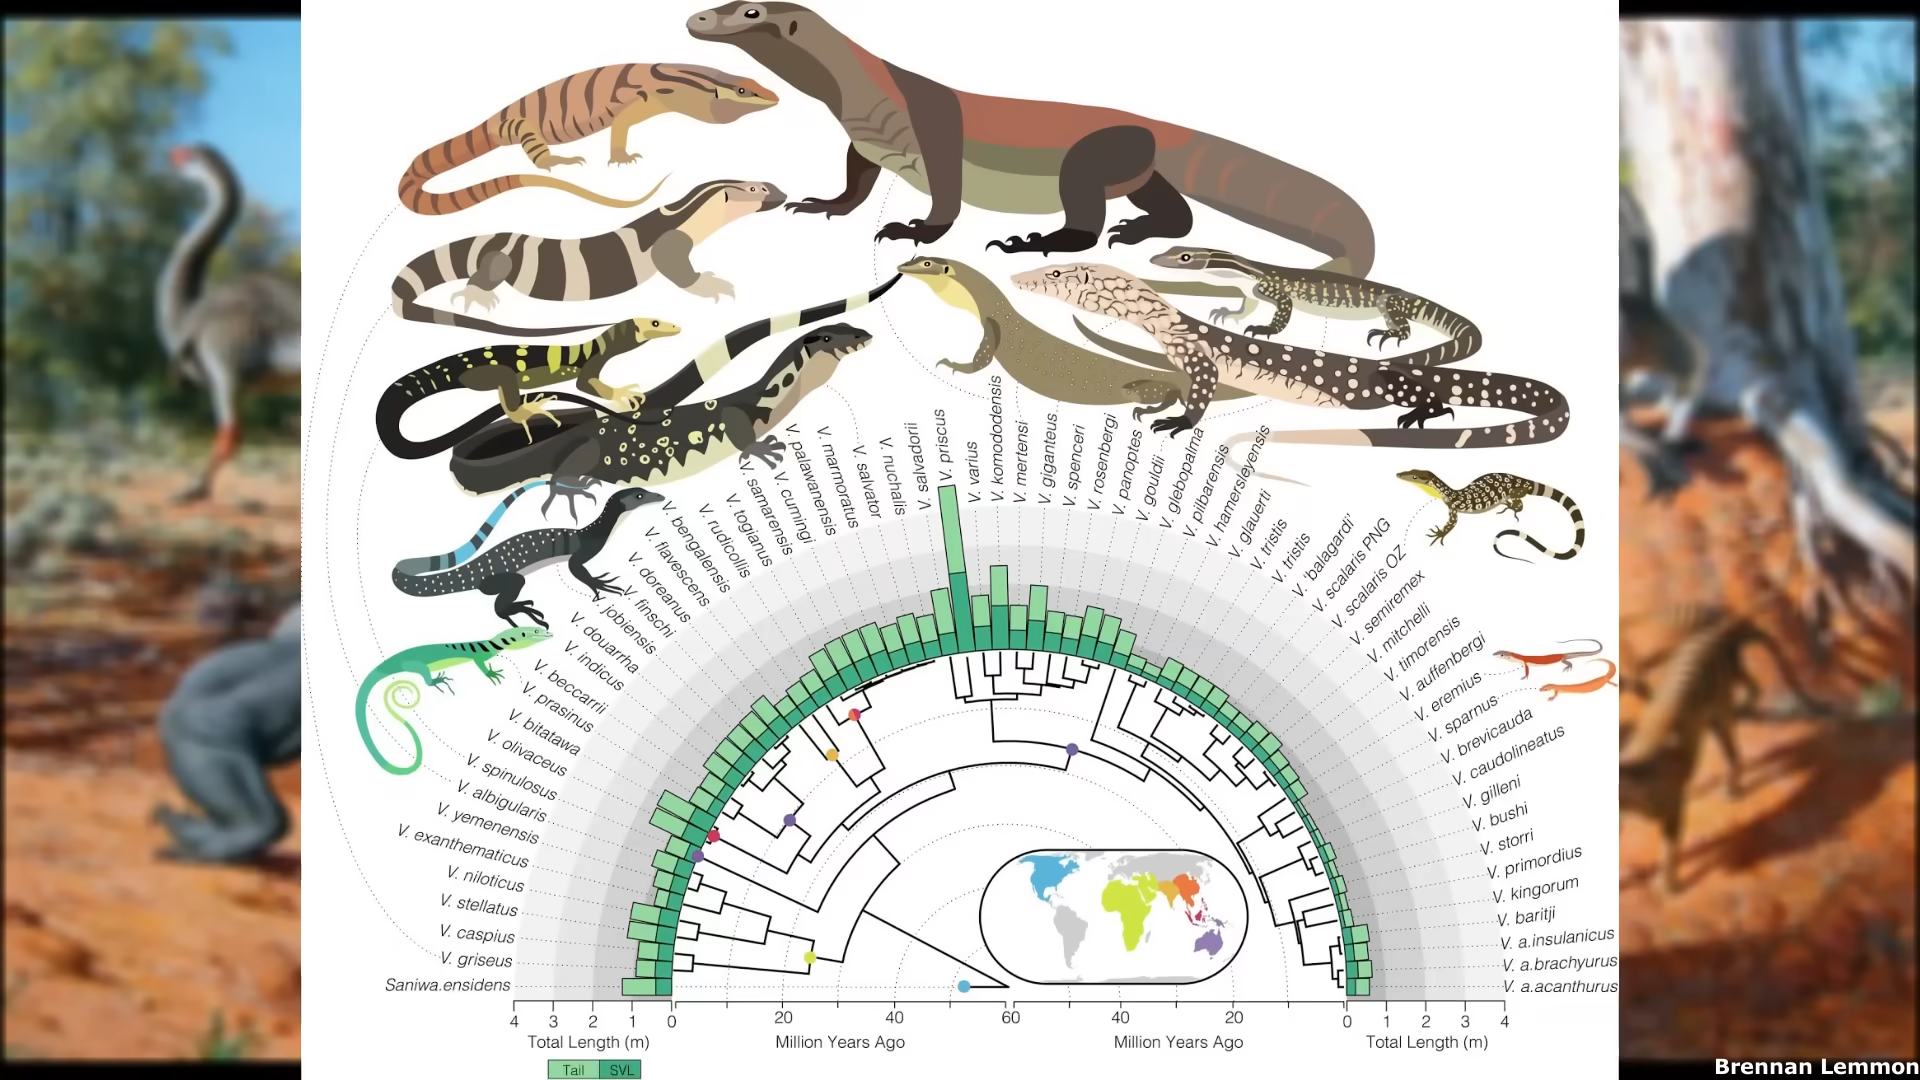 V. priscus
V. salvadorii
V. varius
V. komodoensis
V. nuchalis
V. mertensi
V. salvator
V. giganteus
V. marmoratus
V. spenceri
V. palawanensis
V. rosenbergi
V. cumingi
V. panoptes
V. samarensis
V. gouldii
V. togianus
V. glebopalma
V. rudicollis
V. pilbarensis
V. bengalensis
V. hamersleyensis
V. flavescens
V. glauerti
V. doreanus
V. tristis
V. finschi
V. tristis
V. jobiensis
V. 'balagardi'
V. douarrha
V. scalaris PNG
V. indicus
V. scalaris OZ
V. beccarrii
V. semiremex
V. prasinus
V. mitchelli
V. bitatawa
V. timorensis
V. olivaceus
V. auffenbergi
V. spinulosus
V. eremius
V. albigularis
V. sparnus
V. yemenensis
V. brevicauda
V. exanthematicus
V. caudolineatus
V. niloticus
V. gilleni
V. stellatus
V. bushi
V. caspius
V. storri
V. griseus
V. primordius
Saniwa.ensidens
V. kingorum
V. baritji
V. a.insulanicus
V. a.brachyurus
V. a.acanthurus
4 3 2 1 0 20 40 60 40 20 0 1 2 3 4
Total Length (m) Million Years Ago Million Years Ago Total Length (m)
Tail SVL
Brennan Lemmon